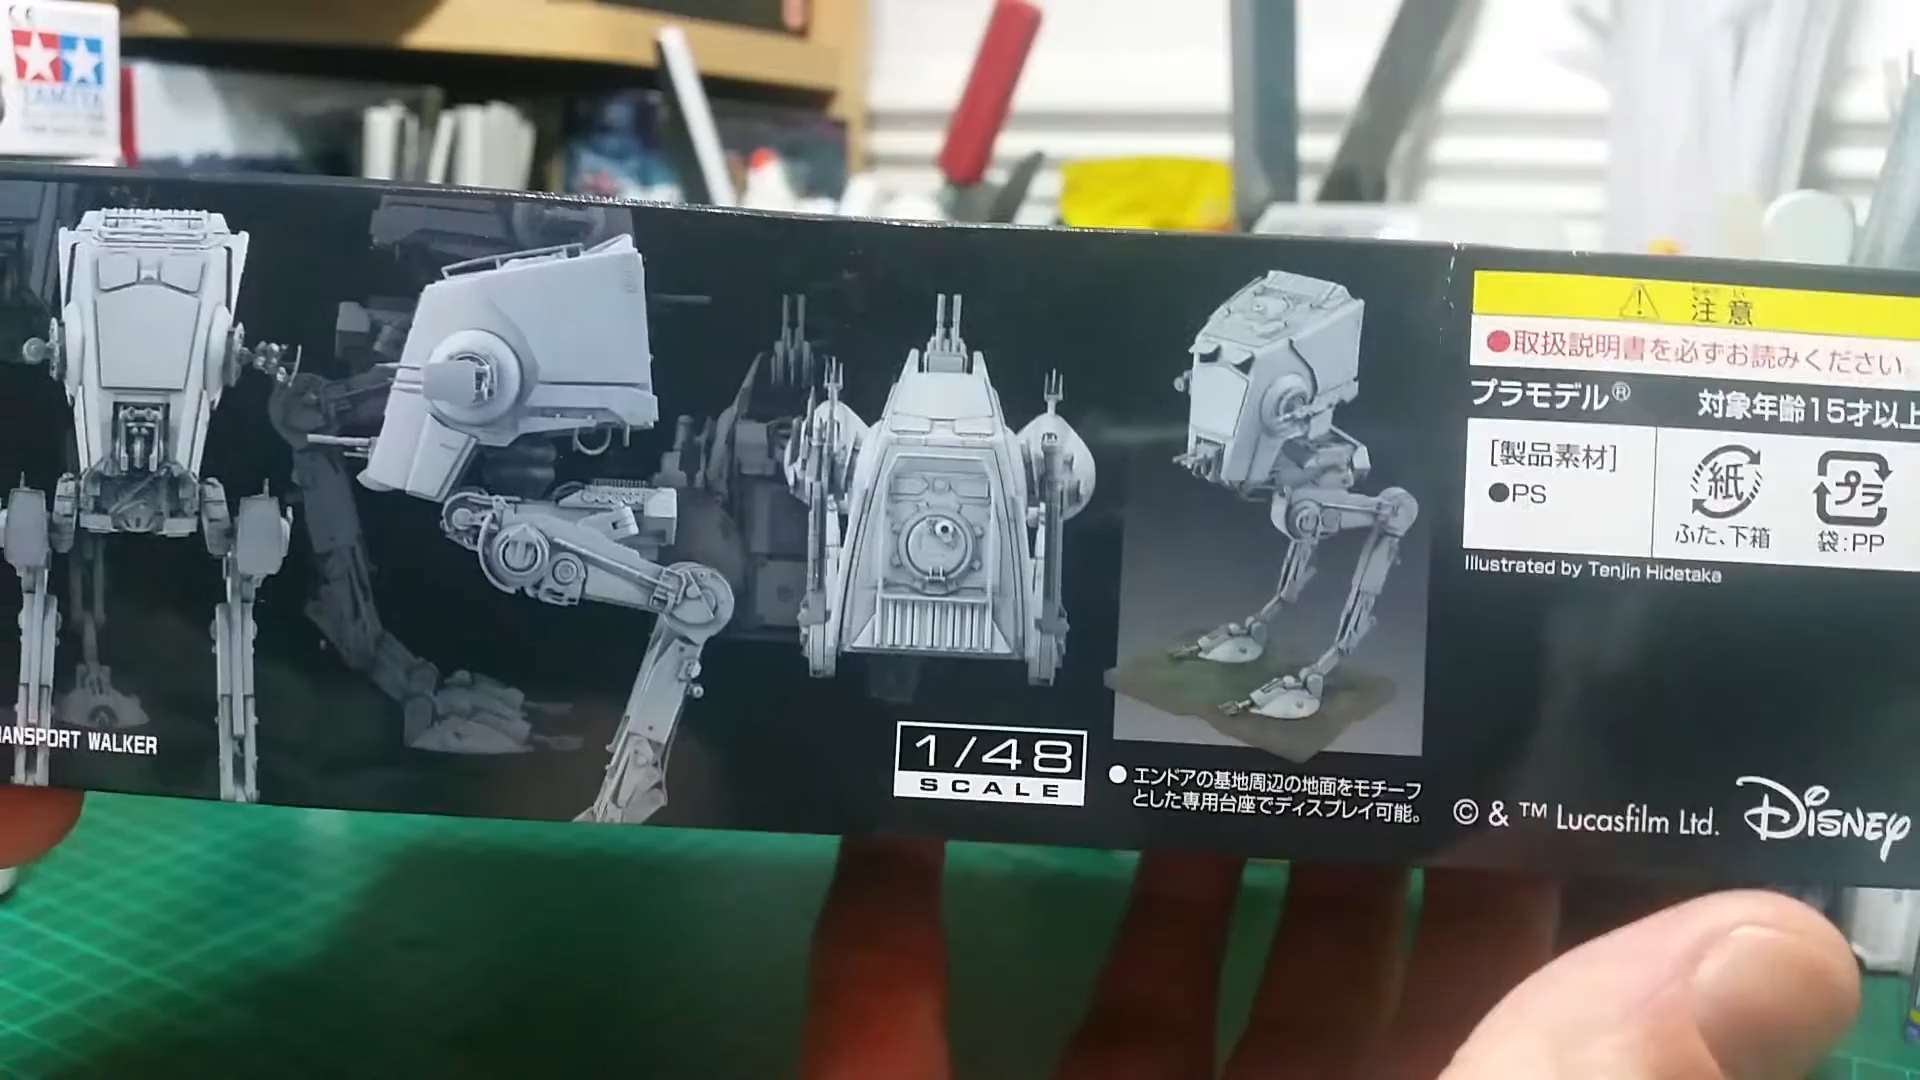 TAMIYA
注意
●取扱説明書を必ずお読みください。
プラモデル® 対象年齢15才以上
[製品素材]
●PS
紙
ふた、下箱
プラ
袋:PP
Illustrated by Tenjin Hidetaka
ANSPORT WALKER
1/48
SCALE
●エンドアの基地周辺の地面をモチーフ
とした専用台座でディスプレイ可能。
© & ™ Lucasfilm Ltd.
Disney